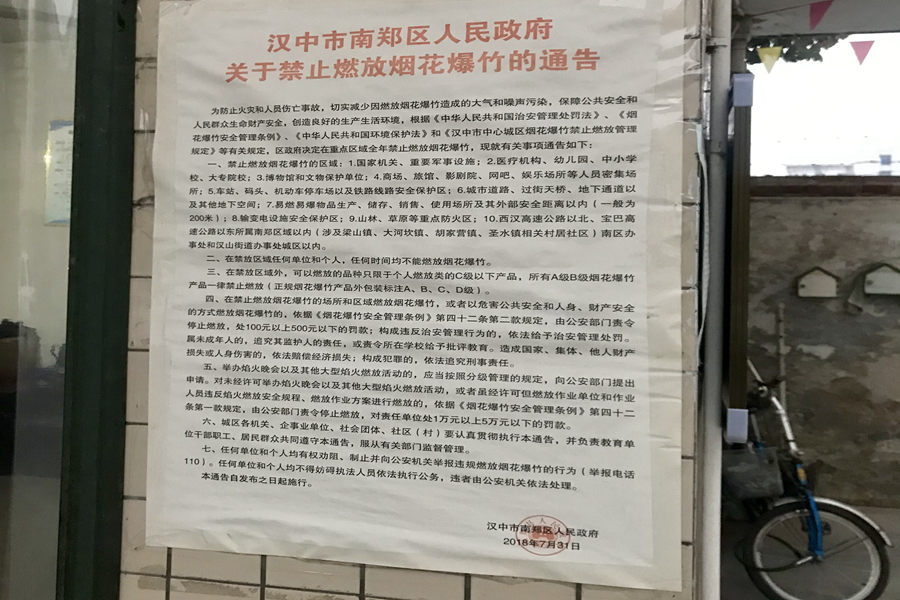 汉中市南郑区人民政府
关于禁止燃放烟花爆竹的通告
为防止火灾和人员伤亡事故，切实减少因燃放烟花爆竹造成的大气和噪声污染，保障公共安全和
人民群众生命财产安全，创造良好的生产生活环境，根据《中华人民共和国治安管理处罚法》、《烟
花爆竹安全管理条例》、《中华人民共和国环境保护法》和《汉中市中心城区烟花爆竹禁止燃放管理
规定》等有关规定，区政府决定在重点区域全年禁止燃放烟花爆竹，现就有关事项通告如下：
一、禁止燃放烟花爆竹的区域：1.国家机关、重要军事设施；2.医疗机构、幼儿园、中小学
校、大专院校；3.博物馆和文物保护单位；4.商场、旅馆、影剧院、网吧、娱乐场所等人员密集场
所；5.车站、码头、机动车停车场以及铁路线路安全保护区；6.城市道路、过街天桥、地下通道以
及其他地下空间；7.易燃易爆物品生产、储存、销售、使用场所及其外部安全距离以内（一般为
200米）；8.输变电设施安全保护区；9.山林、草原等重点防火区；10.西汉高速公路以北、宝巴高
速公路以东所属南郑区域以内（涉及梁山镇、大河坎镇、胡家营镇、圣水镇相关村居社区）南区办
事处和汉山街道办事处城区以内。
二、在禁放区域任何单位和个人，任何时间均不能燃放烟花爆竹。
三、在禁放区域外，可以燃放的品种只限于个人燃放类的C级以下产品，所有A级B级烟花爆竹
产品一律禁止燃放（正规烟花爆竹产品外包装标注A、B、C、D级）。
四、在禁止燃放烟花爆竹的场所和区域燃放烟花爆竹，或者以危害公共安全和人身、财产安全
的方式燃放烟花爆竹的，依据《烟花爆竹安全管理条例》第四十二条第二款规定，由公安部门责令
停止燃放，处100元以上500元以下的罚款；构成违反治安管理行为的，依法给予治安管理处罚。
属未成年人的，追究其监护人的责任，或责令所在学校给予批评教育。造成国家、集体、他人财产
损失或人身伤害的，依法赔偿经济损失；构成犯罪的，依法追究刑事责任。
五、举办焰火晚会以及其他大型焰火燃放活动的，应当按照分级管理的规定，向公安部门提出
申请。对未经许可举办焰火晚会以及其他大型焰火燃放活动，或者虽经许可但燃放作业单位和作业
人员违反焰火燃放安全规程、燃放作业方案进行燃放的，依据《烟花爆竹安全管理条例》第四十二
条第一款规定，由公安部门责令停止燃放，对责任单位处1万元以上5万元以下的罚款。
六、城区各机关、企事业单位、社会团体、社区（村）要认真贯彻执行本通告，并负责教育单
位干部职工、居民群众共同遵守本通告，服从有关部门监督管理。
七、任何单位和个人均有权劝阻、制止并向公安机关举报违规燃放烟花爆竹的行为（举报电话
110）。任何单位和个人均不得妨碍执法人员依法执行公务，违者由公安机关依法处理。
本通告自发布之日起施行。
汉中市南郑区人民政府
2018年7月31日